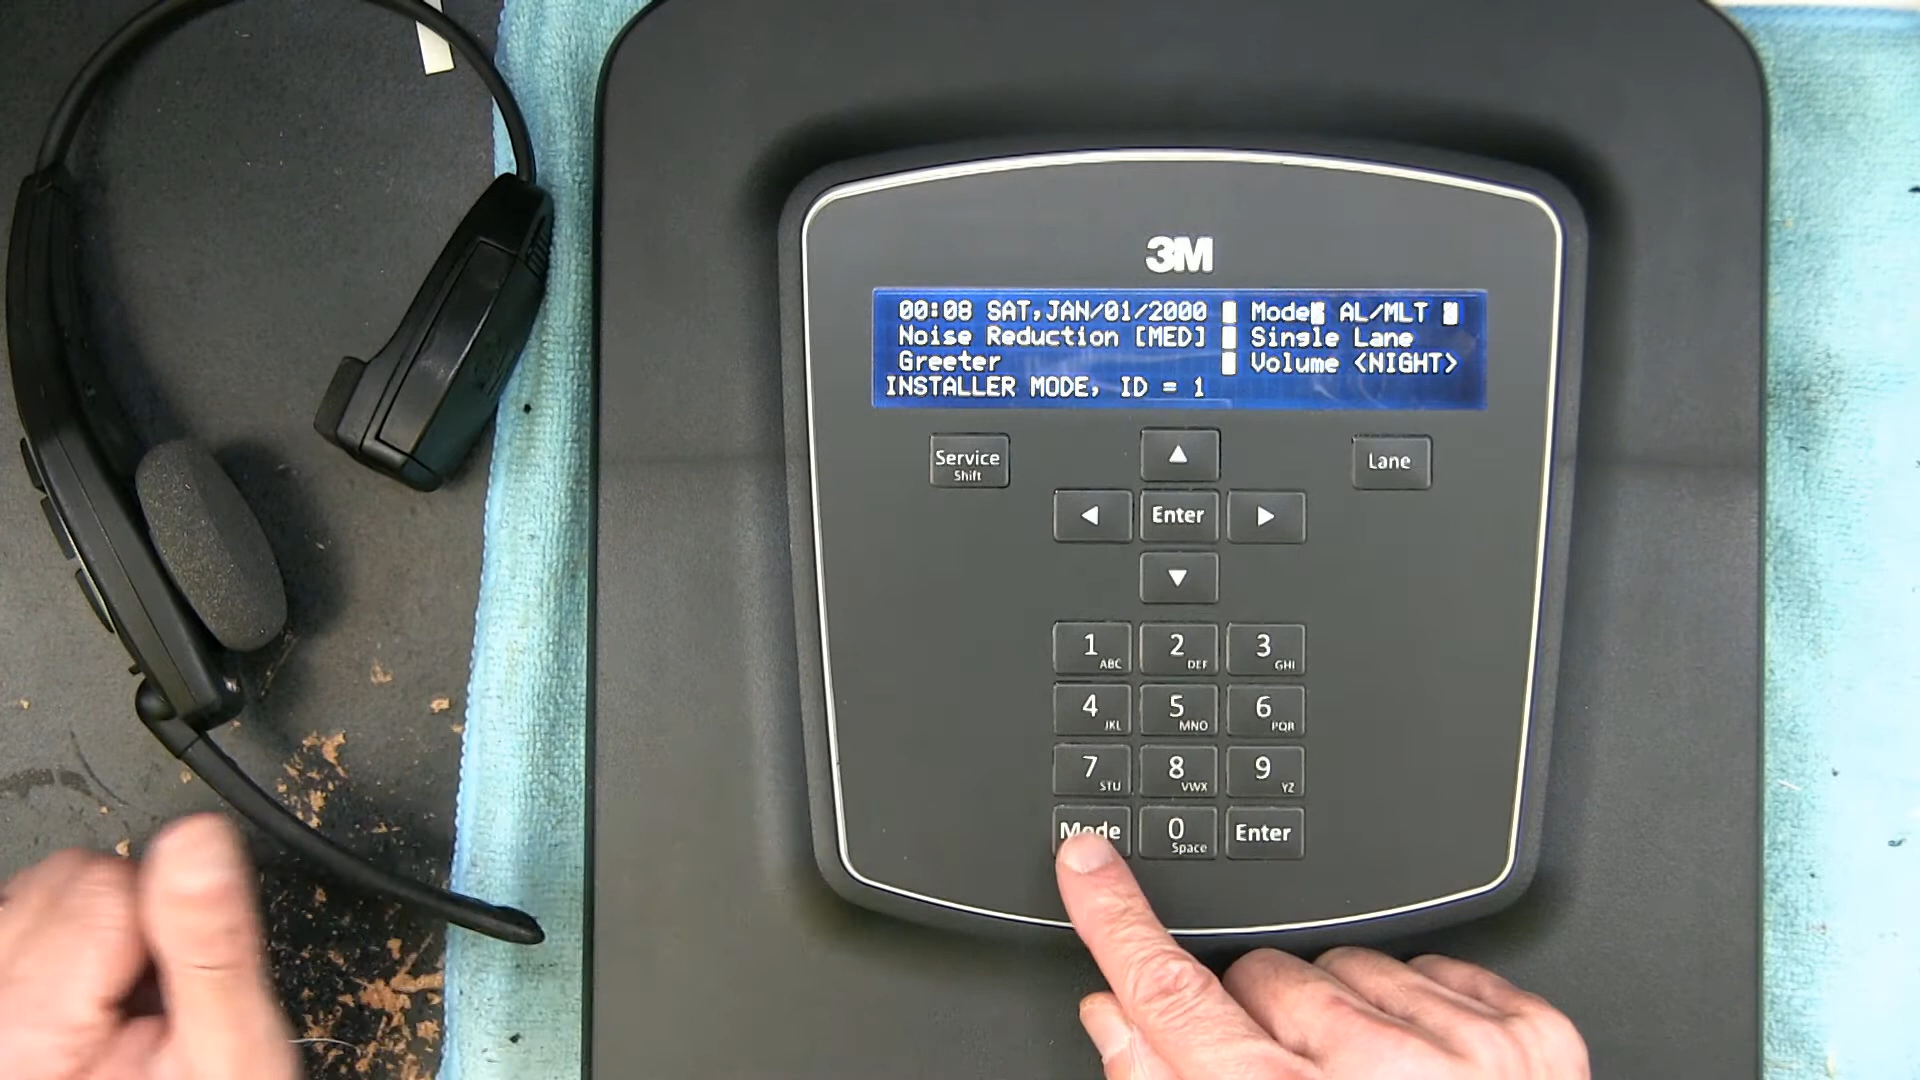 3M
00:08 SAT,JAN/01/2000 Mode AL/MLT
Noise Reduction [MED] Single Lane
Greeter Volume <NIGHT>
INSTALLER MODE, ID = 1
Service
Shift
Lane
Enter
1 ABC
2 DEF
3 GHI
4 JKL
5 MNO
6 PQR
7 STU
8 VWX
9 YZ
Mode
0 Space
Enter